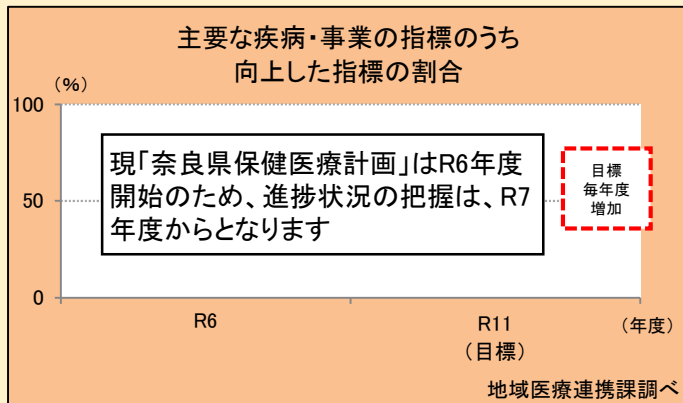 主要な疾病・事業の指標のうち
向上した指標の割合
(%)
100
50
0
現「奈良県保健医療計画」はR6年度
開始のため、進捗状況の把握は、R7
年度からとなります
目標
毎年度
増加
R6
R11
(目標)
(年度)
地域医療連携課調べ